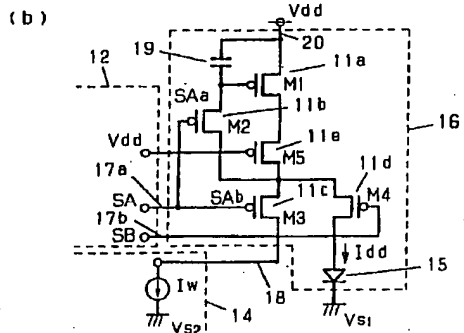 (b)
Vdd
19
20
11a
12
M1
SAa
11b
M2
11e
16
Vdd
M5
11d
17a
SAb
11c
M4
SA
M3
17b
SB
Idd
15
Iw
18
14
VS2
VS1